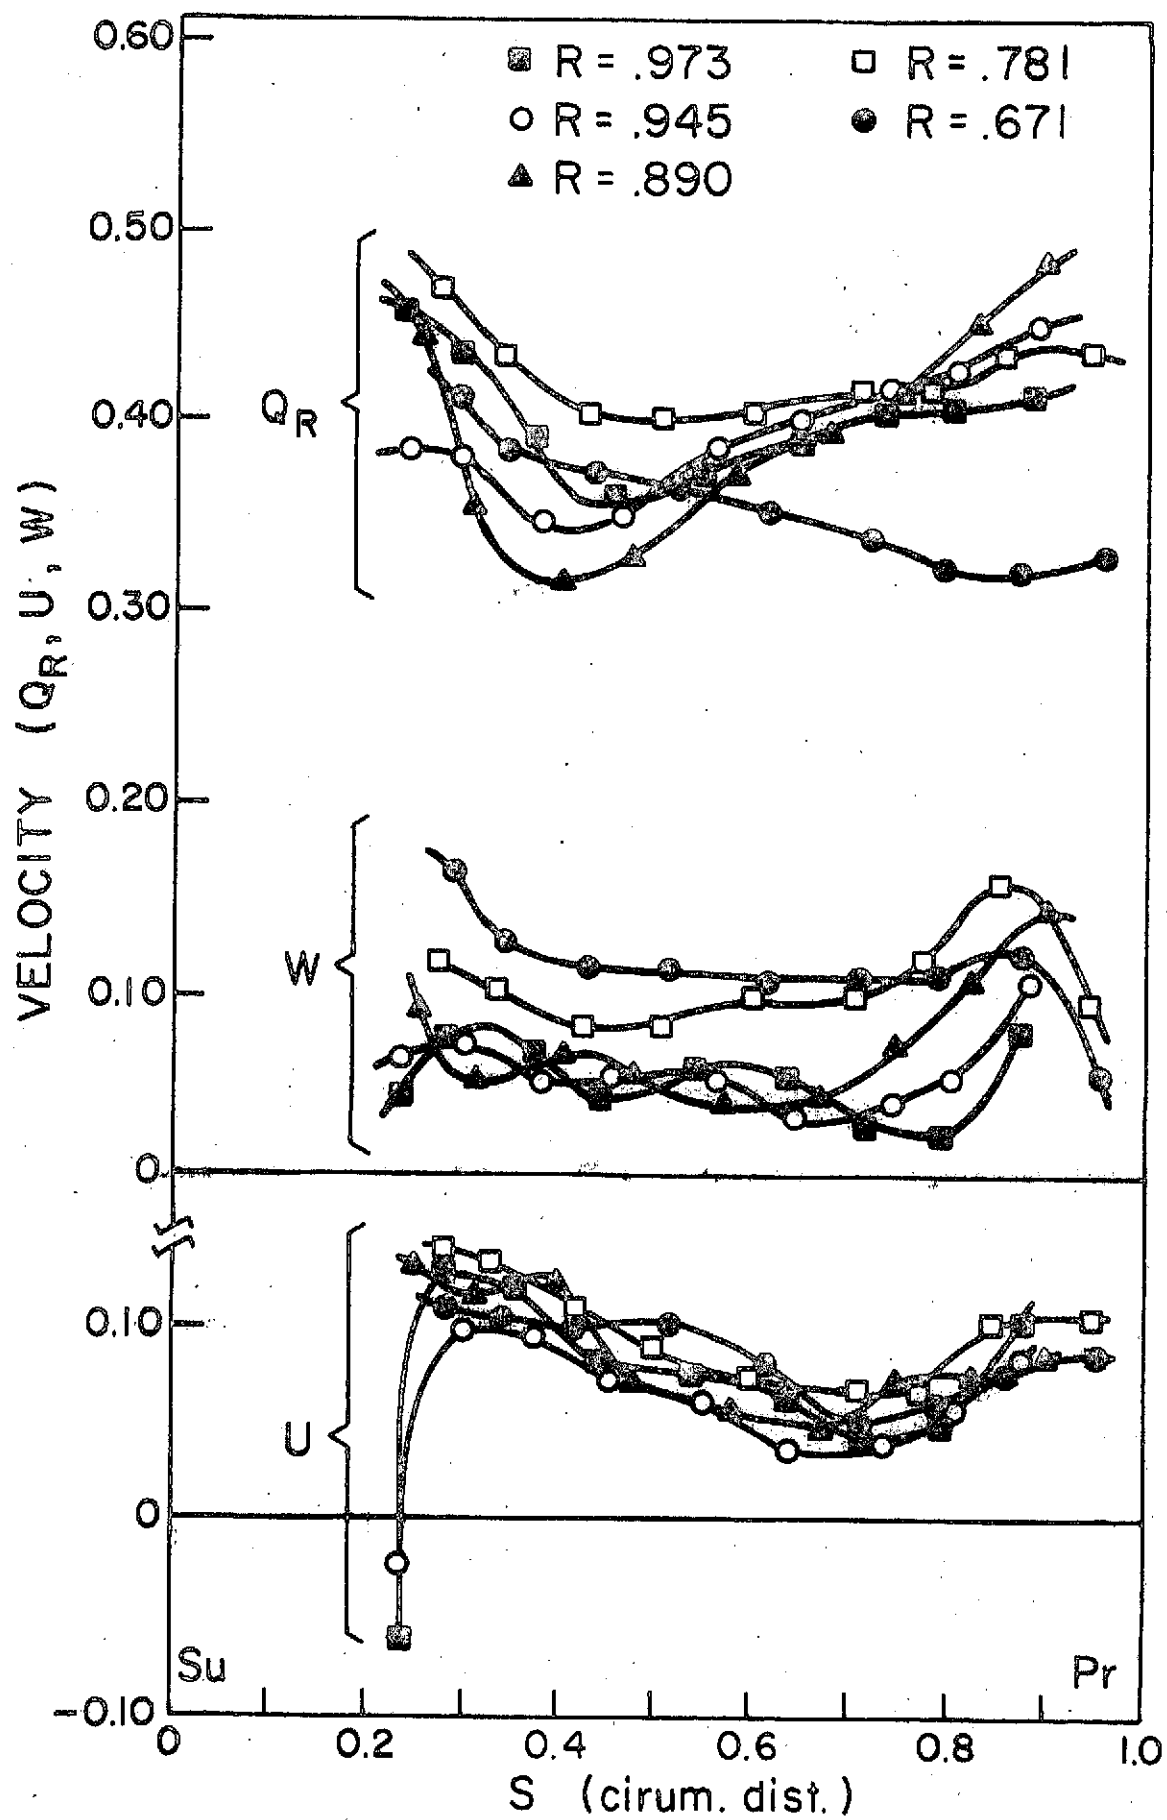 0.60
R = .973
R = .781
R = .945
R = .671
R = .890
0.50
QR
0.40
0.30
VELOCITY (QR, U, W)
0.20
W
0.10
0
0.10
U
0
Su
Pr
-0.10
0
0.2
0.4
0.6
0.8
1.0
S (cirum. dist.)